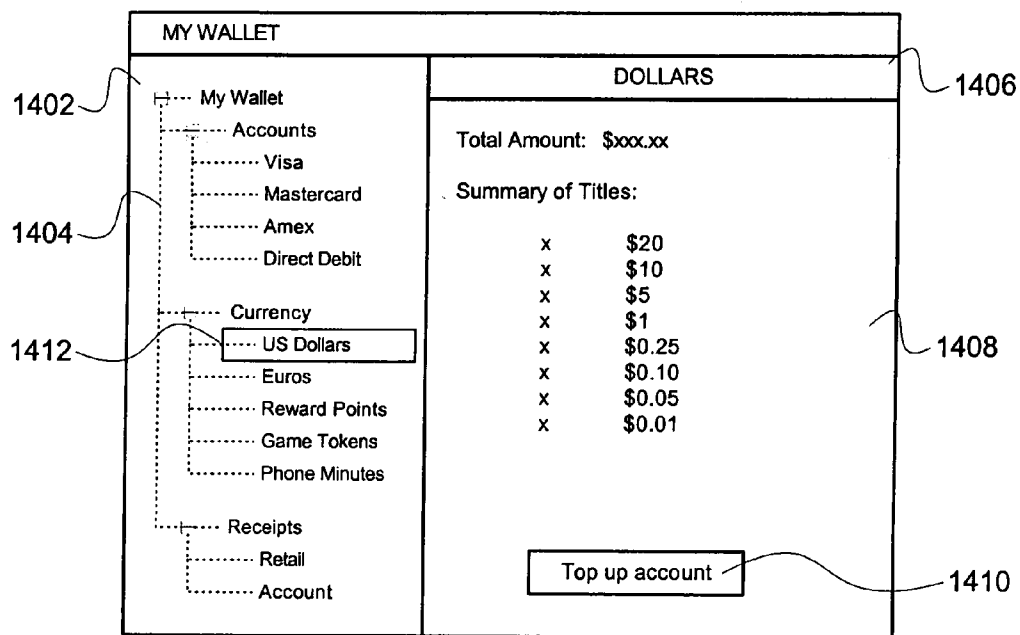 MY WALLET
1402
My Wallet
Accounts
Visa
Mastercard
Amex
Direct Debit
1404
Currency
US Dollars
1412
Euros
Reward Points
Game Tokens
Phone Minutes
Receipts
Retail
Account
DOLLARS
1406
Total Amount: $xxx.xx
Summary of Titles:
x $20
x $10
x $5
x $1
x $0.25
x $0.10
x $0.05
x $0.01
1408
Top up account
1410